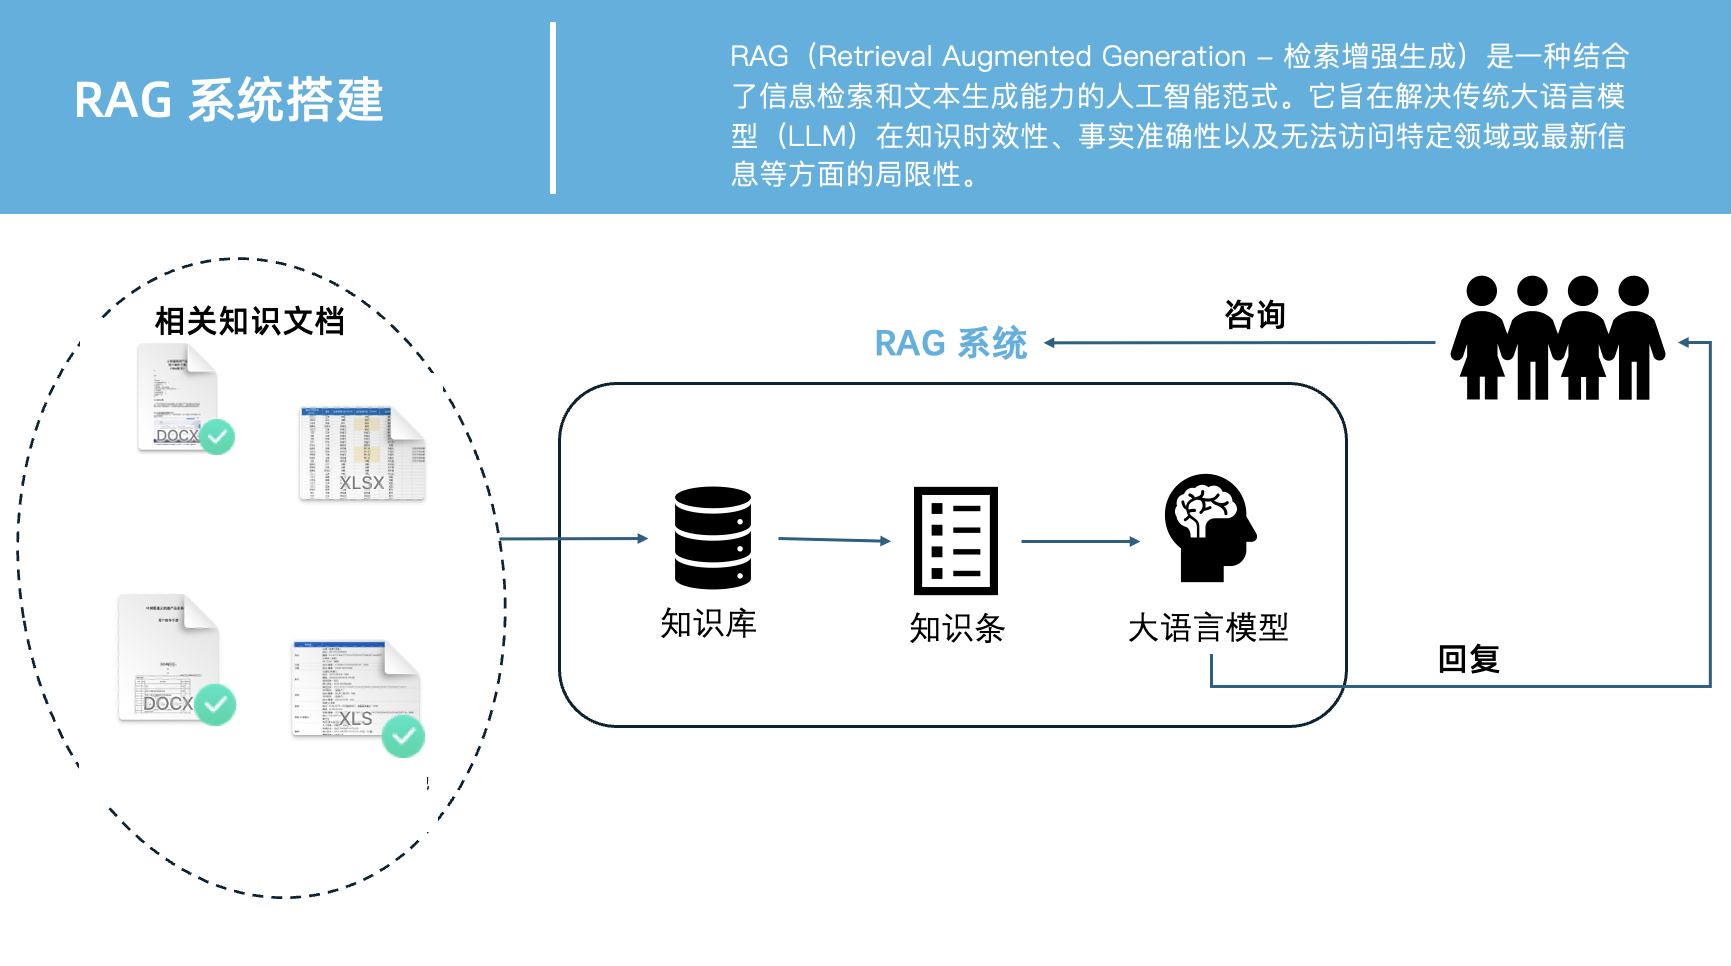 RAG 系统搭建
RAG（Retrieval Augmented Generation – 检索增强生成）是一种结合
了信息检索和文本生成能力的人工智能范式。它旨在解决传统大语言模
型（LLM）在知识时效性、事实准确性以及无法访问特定领域或最新信
息等方面的局限性。
相关知识文档
DOCX
XLSX
DOCX
XLS
RAG 系统
咨询
知识库
知识条
大语言模型
回复